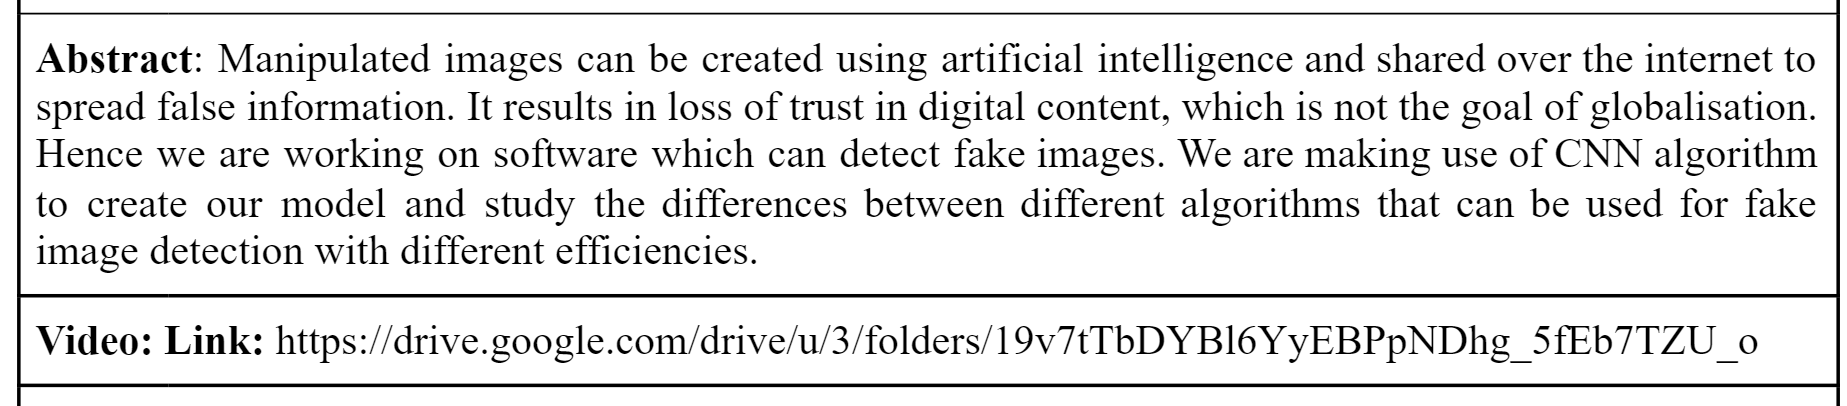 Abstract: Manipulated images can be created using artificial intelligence and shared over the internet to
spread false information. It results in loss of trust in digital content, which is not the goal of globalisation.
Hence we are working on software which can detect fake images. We are making use of CNN algorithm
to create our model and study the differences between different algorithms that can be used for fake
image detection with different efficiencies.
Video: Link: https://drive.google.com/drive/u/3/folders/19v7tTbDYBl6YyEBPpNDhg_5fEb7TZU_o